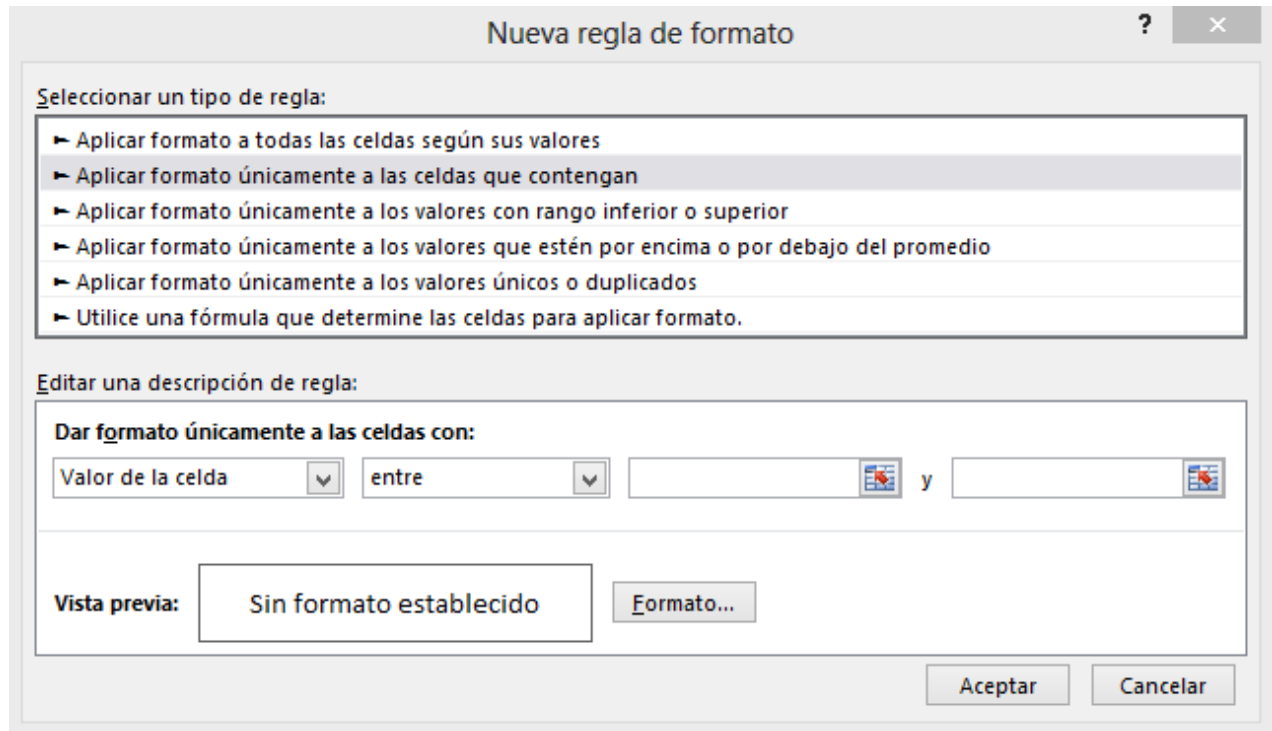 Nueva regla de formato
?
Seleccionar un tipo de regla:
► Aplicar formato a todas las celdas según sus valores
► Aplicar formato únicamente a las celdas que contengan
► Aplicar formato únicamente a los valores con rango inferior o superior
► Aplicar formato únicamente a los valores que estén por encima o por debajo del promedio
► Aplicar formato únicamente a los valores únicos o duplicados
► Utilice una fórmula que determine las celdas para aplicar formato.
Editar una descripción de regla:
Dar formato únicamente a las celdas con:
Valor de la celda entre y
Vista previa: Sin formato establecido Formato...
Aceptar Cancelar